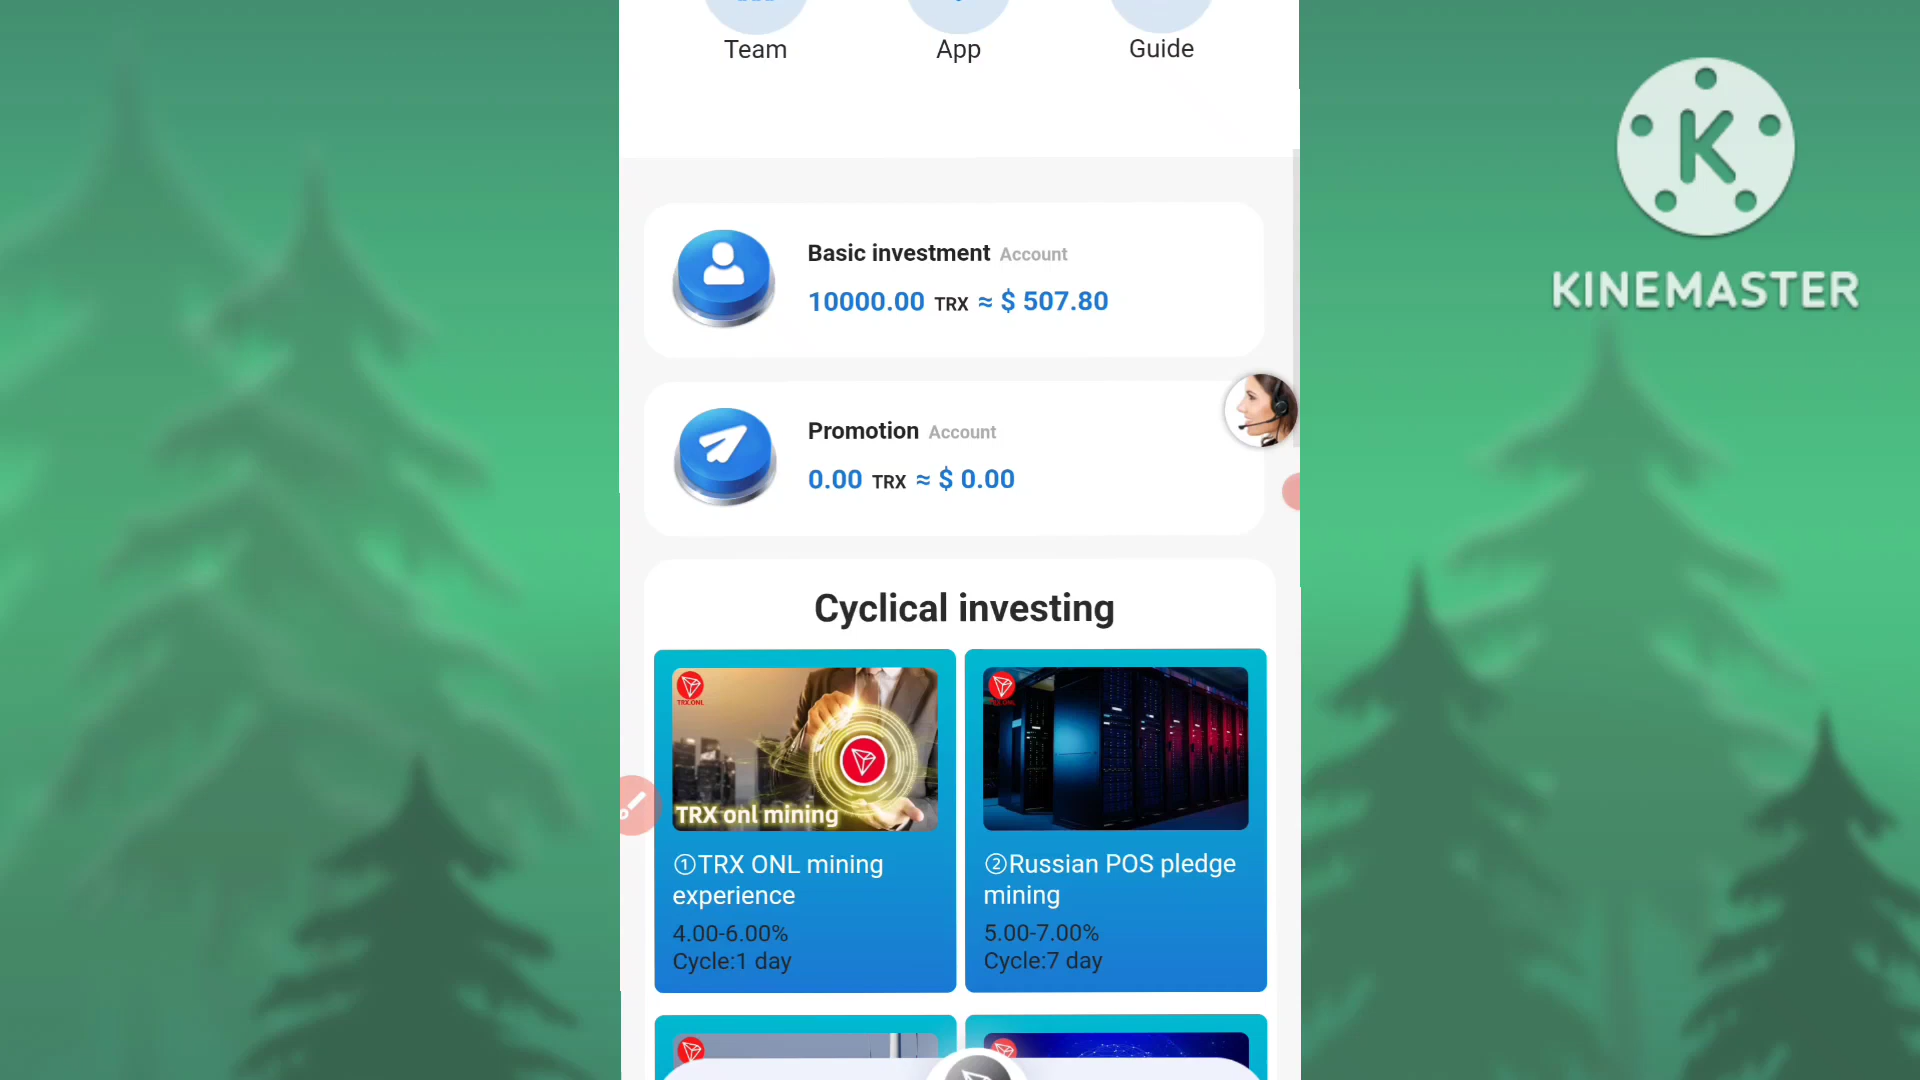 Team
App
Guide
K
KINEMASTER
Basic investment Account
10000.00 TRX ≈ $ 507.80
Promotion Account
0.00 TRX ≈ $ 0.00
Cyclical investing
TRX.ONL
TRX onl mining
①TRX ONL mining
experience
4.00-6.00%
Cycle:1 day
②Russian POS pledge
mining
5.00-7.00%
Cycle:7 day